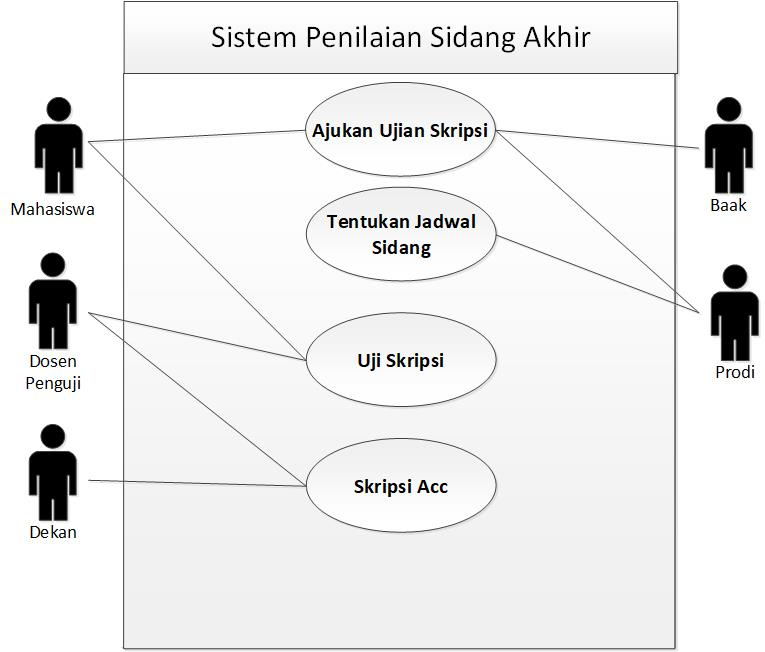 Sistem Penilaian Sidang Akhir
Ajukan Ujian Skripsi
Mahasiswa
Baak
Tentukan Jadwal
Sidang
Dosen
Penguji
Uji Skripsi
Prodi
Skripsi Acc
Dekan